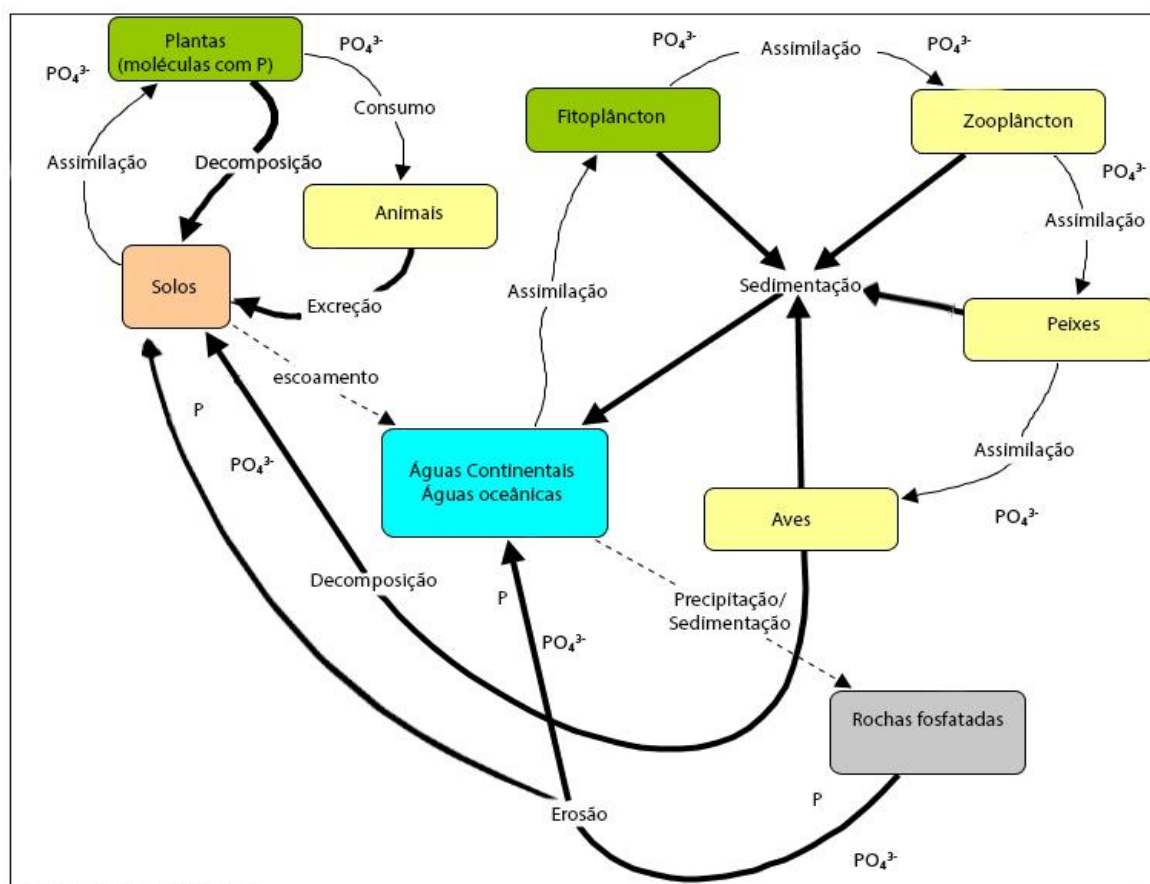 PO₄³⁻
Plantas
(moléculas com P)
PO₄³⁻
Consumo
Assimilação
Decomposição
Animais
Solos
Excreção
escoamento
P
PO₄³⁻
PO₄³⁻
Assimilação
PO₄³⁻
Fitoplâncton
Zooplâncton
PO₄³⁻
Assimilação
Assimilação
Sedimentação
Peixes
Assimilação
PO₄³⁻
Águas Continentais
Águas oceânicas
Aves
Decomposição
P
PO₄³⁻
Precipitação/
Sedimentação
Rochas fosfatadas
Erosão
P
PO₄³⁻